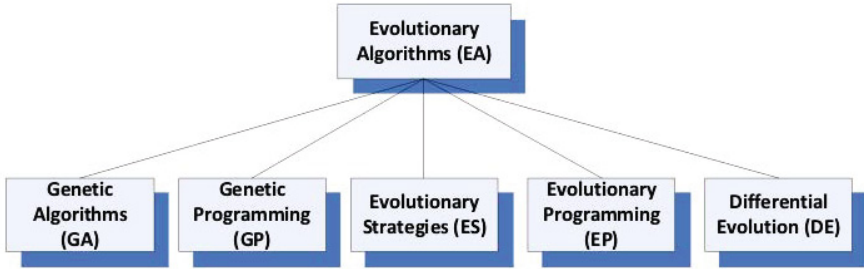 Evolutionary
Algorithms (EA)
Genetic
Algorithms
(GA)
Genetic
Programming
(GP)
Evolutionary
Strategies (ES)
Evolutionary
Programming
(EP)
Differential
Evolution (DE)